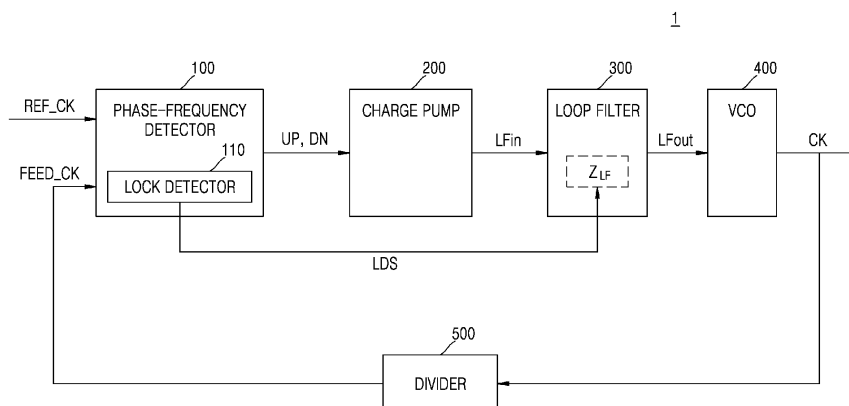 1
100
200
300
400
REF_CK
PHASE-FREQUENCY
DETECTOR
CHARGE PUMP
LOOP FILTER
VCO
CK
UP, DN
LFin
LFout
110
FEED_CK
LOCK DETECTOR
ZLF
LDS
500
DIVIDER